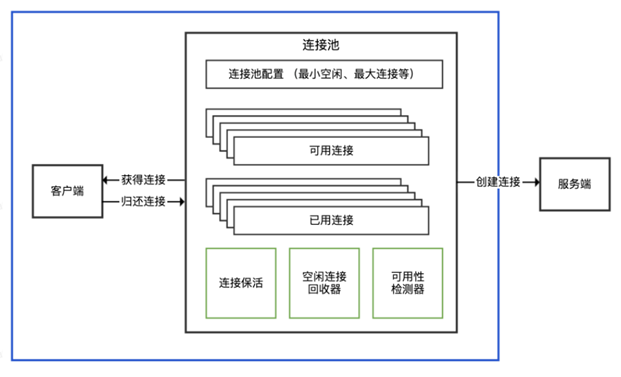 连接池
连接池配置 （最小空闲、最大连接等）
可用连接
获得连接
创建连接
客户端
服务端
归还连接
已用连接
连接保活
空闲连接
回收器
可用性
检测器